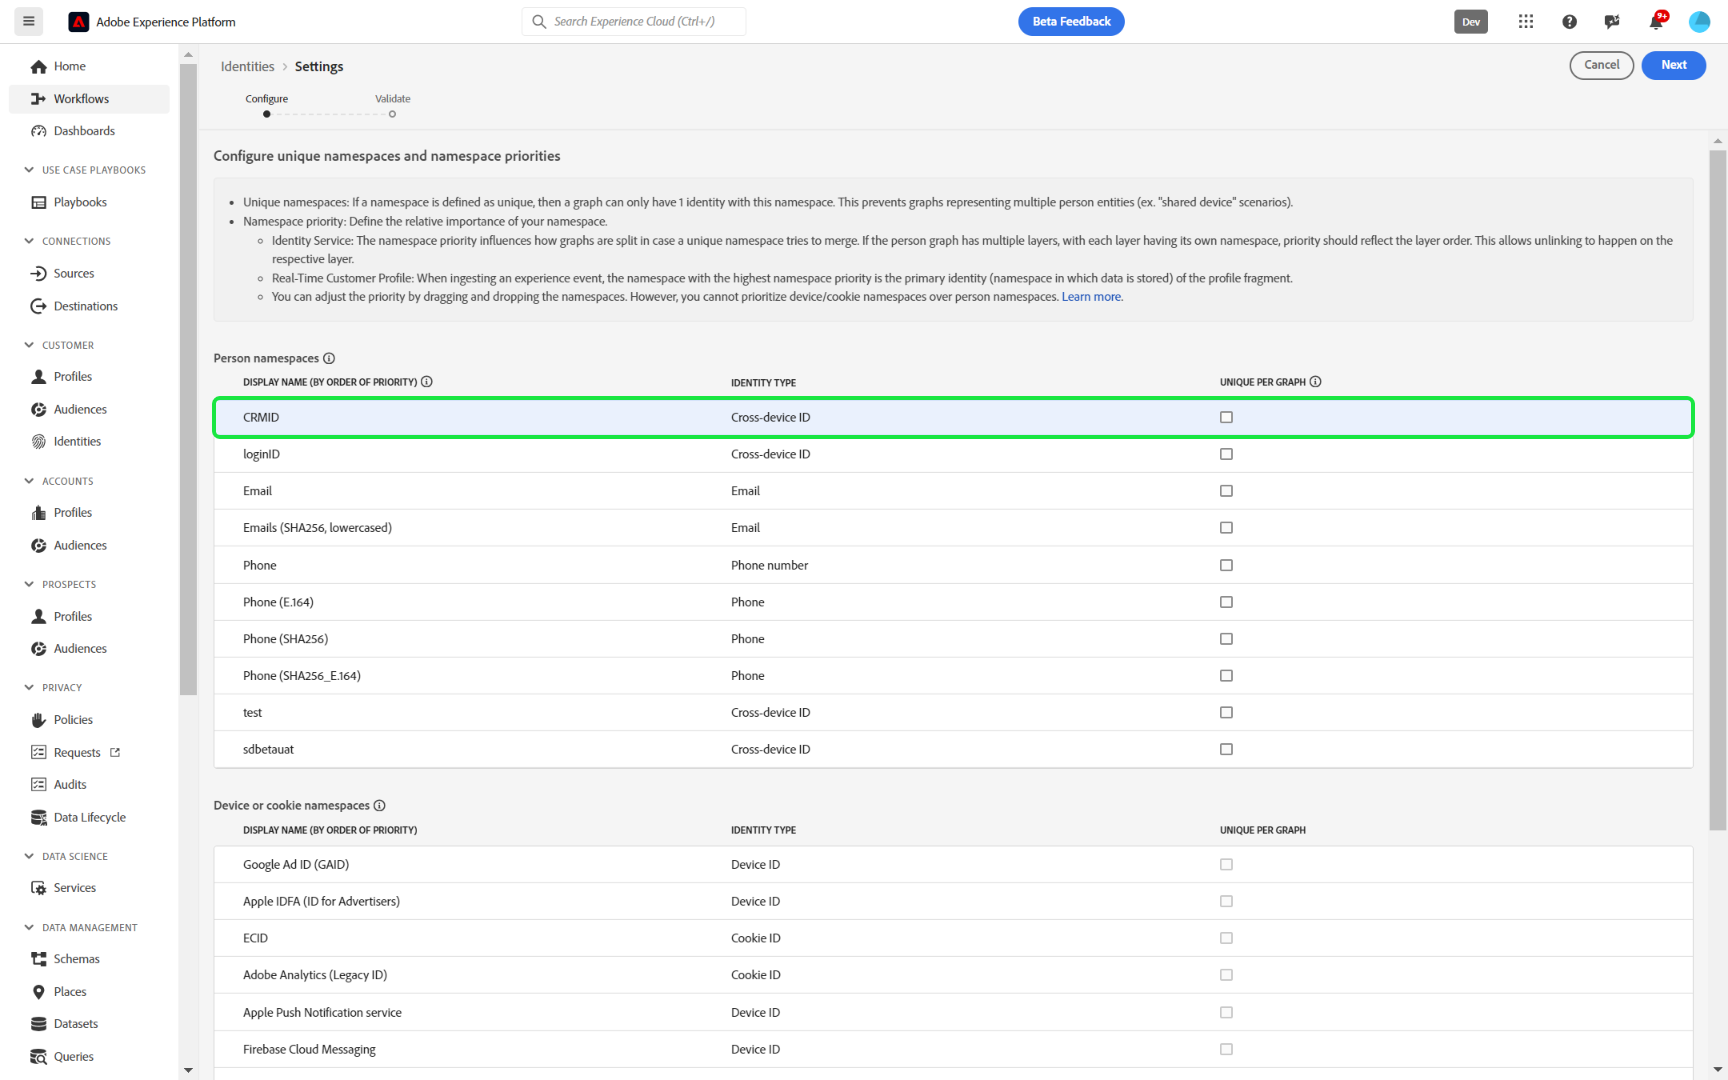 Adobe Experience Platform
Search Experience Cloud (Ctrl+/)
Beta Feedback
Dev
9+
Home
Workflows
Dashboards
USE CASE PLAYBOOKS
Playbooks
CONNECTIONS
Sources
Destinations
CUSTOMER
Profiles
Audiences
Identities
ACCOUNTS
Profiles
Audiences
PROSPECTS
Profiles
Audiences
PRIVACY
Policies
Requests
Audits
Data Lifecycle
DATA SCIENCE
Services
DATA MANAGEMENT
Schemas
Places
Datasets
Queries
Identities > Settings
Cancel
Next
Configure
Validate
Configure unique namespaces and namespace priorities
• Unique namespaces: If a namespace is defined as unique, then a graph can only have 1 identity with this namespace. This prevents graphs representing multiple person entities (ex. "shared device" scenarios).
• Namespace priority: Define the relative importance of your namespace.
◦ Identity Service: The namespace priority influences how graphs are split in case a unique namespace tries to merge. If the person graph has multiple layers, with each layer having its own namespace, priority should reflect the layer order. This allows unlinking to happen on the
respective layer.
◦ Real-Time Customer Profile: When ingesting an experience event, the namespace with the highest namespace priority is the primary identity (namespace in which data is stored) of the profile fragment.
◦ You can adjust the priority by dragging and dropping the namespaces. However, you cannot prioritize device/cookie namespaces over person namespaces. Learn more.
Person namespaces
DISPLAY NAME (BY ORDER OF PRIORITY) IDENTITY TYPE UNIQUE PER GRAPH
CRMID Cross-device ID
loginID Cross-device ID
Email Email
Emails (SHA256, lowercased) Email
Phone Phone number
Phone (E.164) Phone
Phone (SHA256) Phone
Phone (SHA256_E.164) Phone
test Cross-device ID
sdbetauat Cross-device ID
Device or cookie namespaces
DISPLAY NAME (BY ORDER OF PRIORITY) IDENTITY TYPE UNIQUE PER GRAPH
Google Ad ID (GAID) Device ID
Apple IDFA (ID for Advertisers) Device ID
ECID Cookie ID
Adobe Analytics (Legacy ID) Cookie ID
Apple Push Notification service Device ID
Firebase Cloud Messaging Device ID